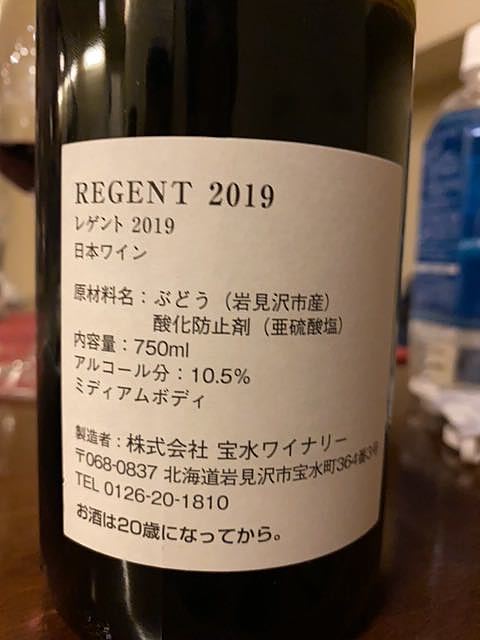 REGENT 2019
レゲント 2019
日本ワイン
原材料名：ぶどう（岩見沢市産）
酸化防止剤（亜硫酸塩）
内容量：750ml
アルコール分：10.5%
ミディアムボディ
製造者：株式会社 宝水ワイナリー
〒068-0837 北海道岩見沢市宝水町364番3号
TEL 0126-20-1810
お酒は20歳になってから。